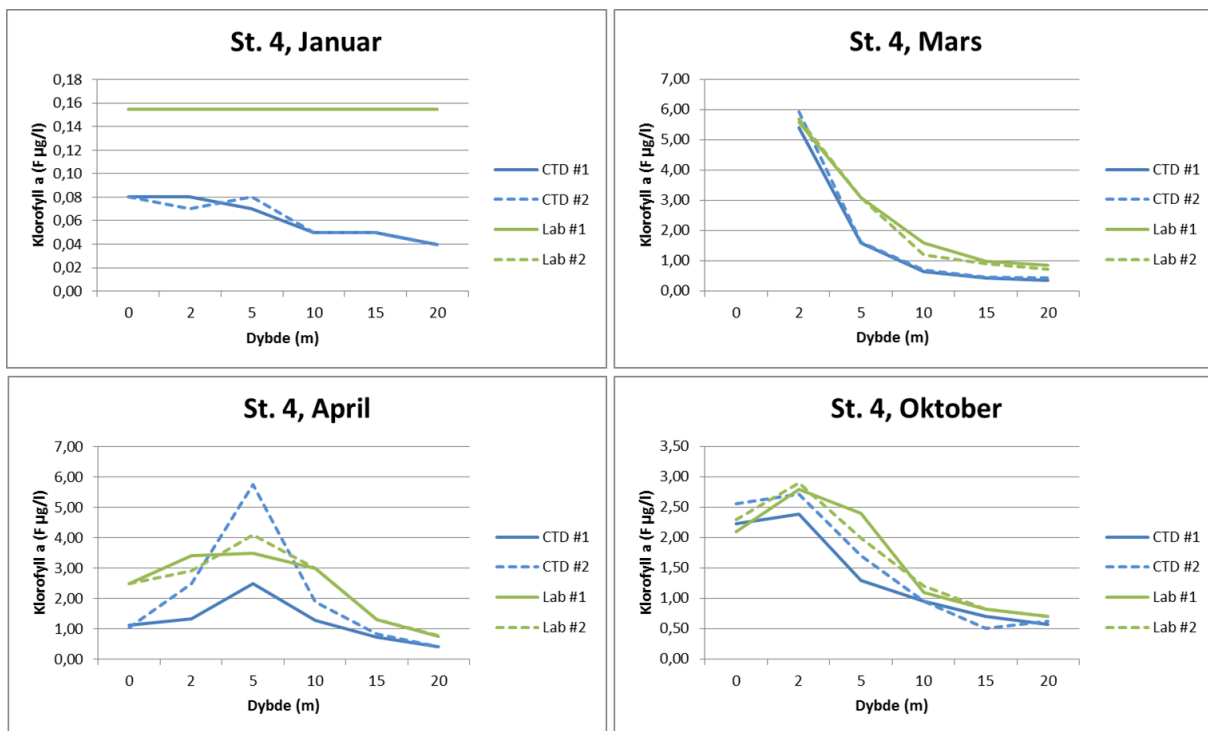 St. 4, Januar
Klorofyll a (F µg/l)
0,18
0,16
0,14
0,12
0,10
0,08
0,06
0,04
0,02
0,00
0 2 5 10 15 20
Dybde (m)
CTD #1
CTD #2
Lab #1
Lab #2
St. 4, Mars
Klorofyll a (F µg/l)
7,00
6,00
5,00
4,00
3,00
2,00
1,00
0,00
0 2 5 10 15 20
Dybde (m)
CTD #1
CTD #2
Lab #1
Lab #2
St. 4, April
Klorofyll a (F µg/l)
7,00
6,00
5,00
4,00
3,00
2,00
1,00
0,00
0 2 5 10 15 20
Dybde (m)
CTD #1
CTD #2
Lab #1
Lab #2
St. 4, Oktober
Klorofyll a (F µg/l)
3,50
3,00
2,50
2,00
1,50
1,00
0,50
0,00
0 2 5 10 15 20
Dybde (m)
CTD #1
CTD #2
Lab #1
Lab #2